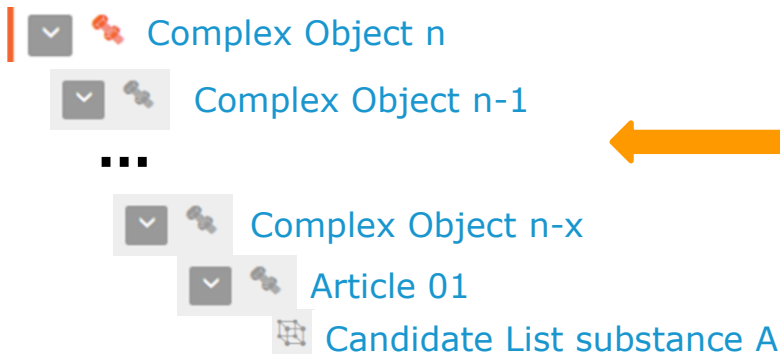 Complex Object n
Complex Object n-1
...
Complex Object n-x
Article 01
Candidate List substance A